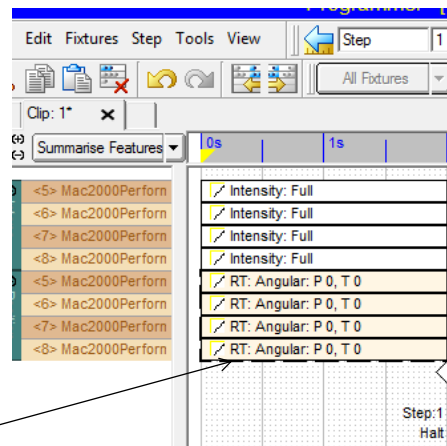 Programmer
Edit Fixtures Step Tools View
Step
1
All Fixtures
Clip: 1*
Summarise Features
0s 1s
<5> Mac2000Perforn Intensity: Full
<6> Mac2000Perforn Intensity: Full
<7> Mac2000Perforn Intensity: Full
<8> Mac2000Perforn Intensity: Full
<5> Mac2000Perforn RT: Angular: P 0, T 0
<6> Mac2000Perforn RT: Angular: P 0, T 0
<7> Mac2000Perforn RT: Angular: P 0, T 0
<8> Mac2000Perforn RT: Angular: P 0, T 0
Step:1
Halt